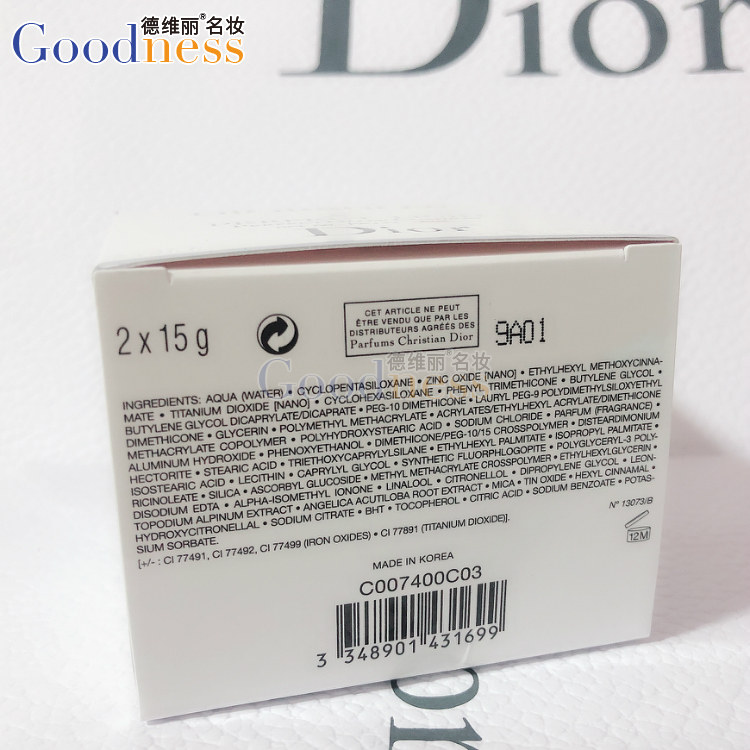 德维丽®名妆
Goodness
Dior
Dior
2 x 15 g
CET ARTICLE NE PEUT
ÊTRE VENDU QUE PAR LES
DISTRIBUTEURS AGRÉÉS DES
Parfums Christian Dior
9A01
德维丽®名妆
Goodness
INGREDIENTS: AQUA (WATER) • CYCLOPENTASILOXANE • ZINC OXIDE [NANO] • ETHYLHEXYL METHOXYCINNA-
MATE • TITANIUM DIOXIDE [NANO] • CYCLOHEXASILOXANE • PHENYL TRIMETHICONE • BUTYLENE GLYCOL •
BUTYLENE GLYCOL DICAPRYLATE/DICAPRATE • PEG-10 DIMETHICONE • LAURYL PEG-9 POLYDIMETHYLSILOXYETHYL
DIMETHICONE • GLYCERIN • POLYMETHYL METHACRYLATE • ACRYLATES/ETHYLHEXYL ACRYLATE/DIMETHICONE
METHACRYLATE COPOLYMER • POLYHYDROXYSTEARIC ACID • SODIUM CHLORIDE • PARFUM (FRAGRANCE) •
ALUMINUM HYDROXIDE • PHENOXYETHANOL • DIMETHICONE/PEG-10/15 CROSSPOLYMER • DISTEARDIMONIUM
HECTORITE • STEARIC ACID • TRIETHOXYCAPRYLYLSILANE • ETHYLHEXYL PALMITATE • ISOPROPYL PALMITATE •
ISOSTEARIC ACID • LECITHIN • CAPRYLYL GLYCOL • SYNTHETIC FLUORPHLOGOPITE • POLYGLYCERYL-3 POLY-
RICINOLEATE • SILICA • ASCORBYL GLUCOSIDE • METHYL METHACRYLATE CROSSPOLYMER • ETHYLHEXYLGLYCERIN •
DISODIUM EDTA • ALPHA-ISOMETHYL IONONE • LINALOOL • CITRONELLOL • DIPROPYLENE GLYCOL • LEON-
TOPODIUM ALPINUM EXTRACT • ANGELICA ACUTILOBA ROOT EXTRACT • MICA • TIN OXIDE • HEXYL CINNAMAL •
HYDROXYCITRONELLAL • SODIUM CITRATE • BHT • TOCOPHEROL • CITRIC ACID • SODIUM BENZOATE • POTAS-
SIUM SORBATE.
[+/- : CI 77491, CI 77492, CI 77499 (IRON OXIDES) • CI 77891 (TITANIUM DIOXIDE)].
N° 13073/B
12M
MADE IN KOREA
C007400C03
3 348901 431699